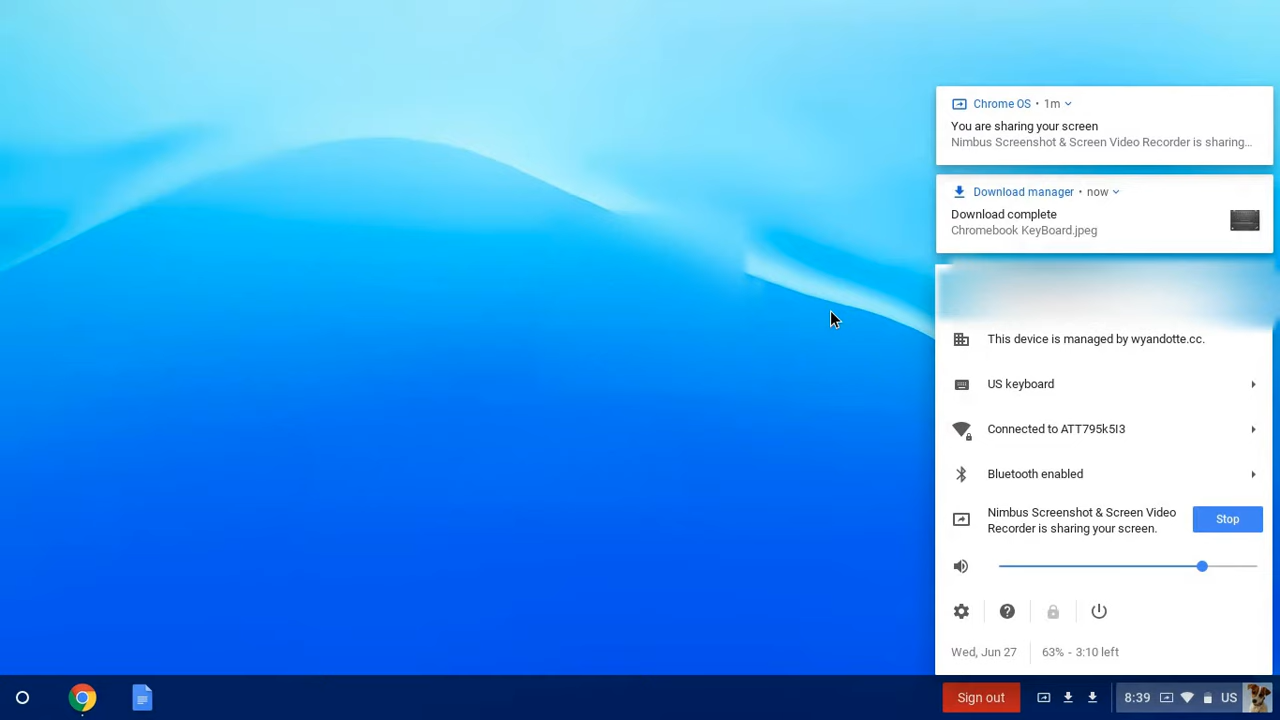 Chrome OS • 1m
You are sharing your screen
Nimbus Screenshot & Screen Video Recorder is sharing...
Download manager • now
Download complete
Chromebook KeyBoard.jpeg
This device is managed by wyandotte.cc.
US keyboard
Connected to ATT795k5I3
Bluetooth enabled
Nimbus Screenshot & Screen Video
Recorder is sharing your screen.
Stop
Wed, Jun 27
63% - 3:10 left
Sign out
8:39
US